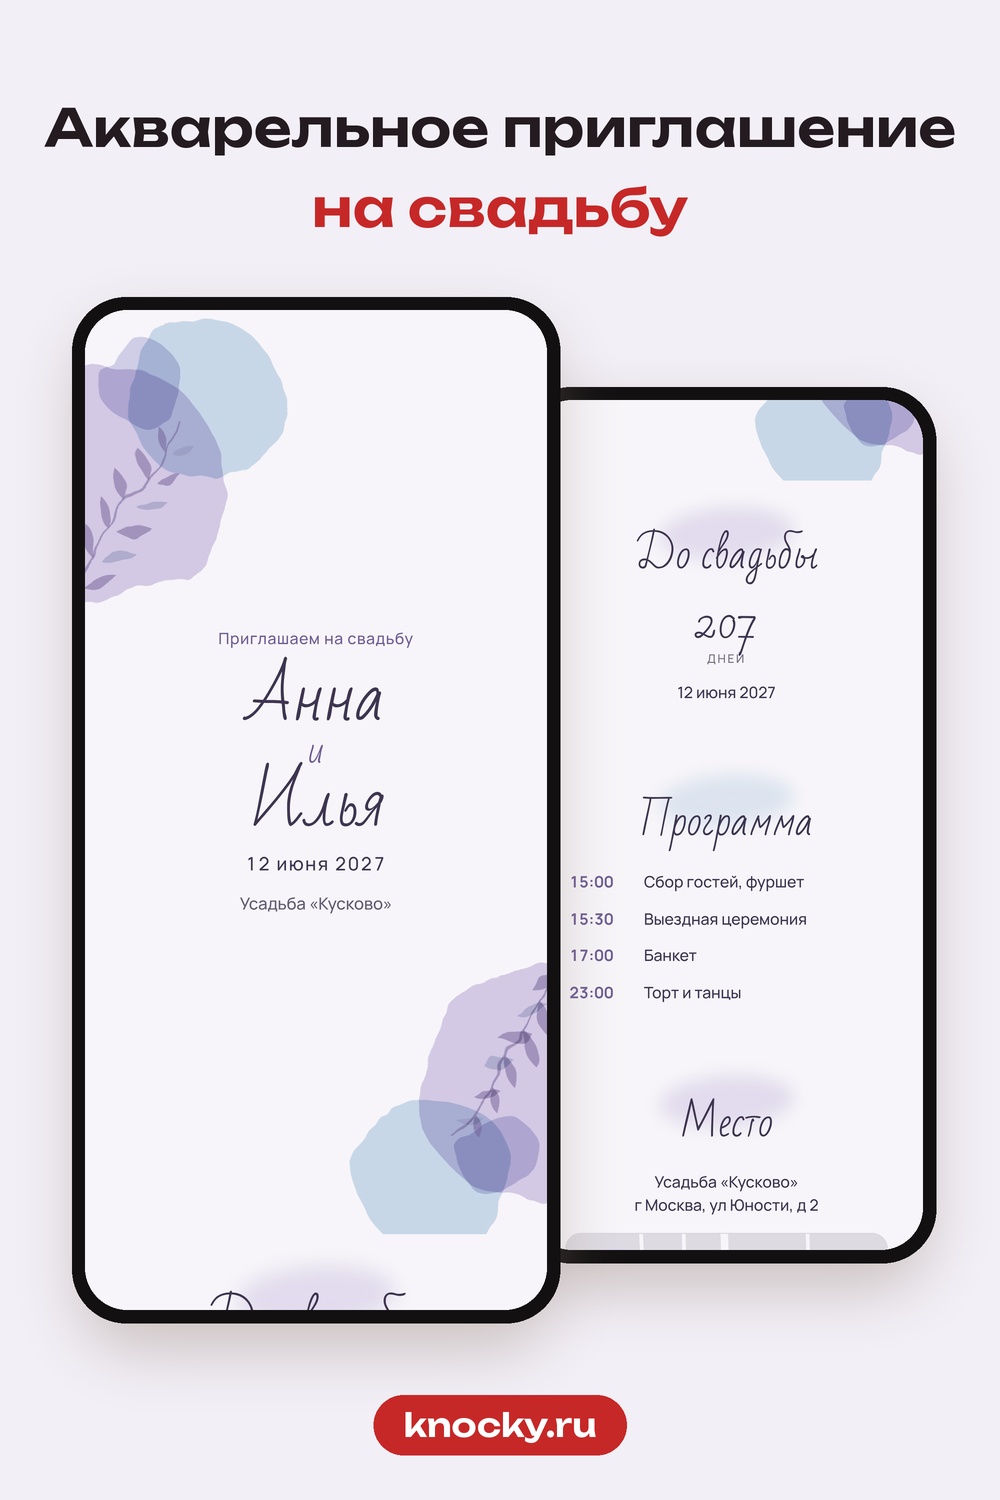 Акварельное приглашение
на свадьбу
Приглашаем на свадьбу
Анна
и
Илья
12 июня 2027
Усадьба «Кусково»
До свадьбы
207
ДНЕЙ
12 июня 2027
Программа
15:00 Сбор гостей, фуршет
15:30 Выездная церемония
17:00 Банкет
23:00 Торт и танцы
Место
Усадьба «Кусково»
г Москва, ул Юности, д 2
knocky.ru